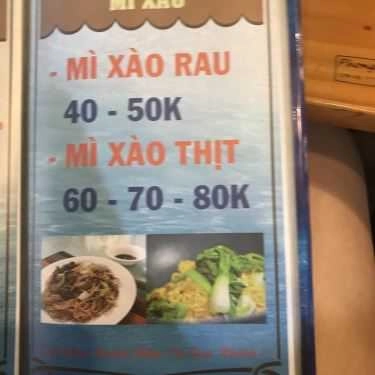 MÌ XÀO
- MÌ XÀO RAU
40 - 50K
- MÌ XÀO THỊT
60 - 70 - 80K